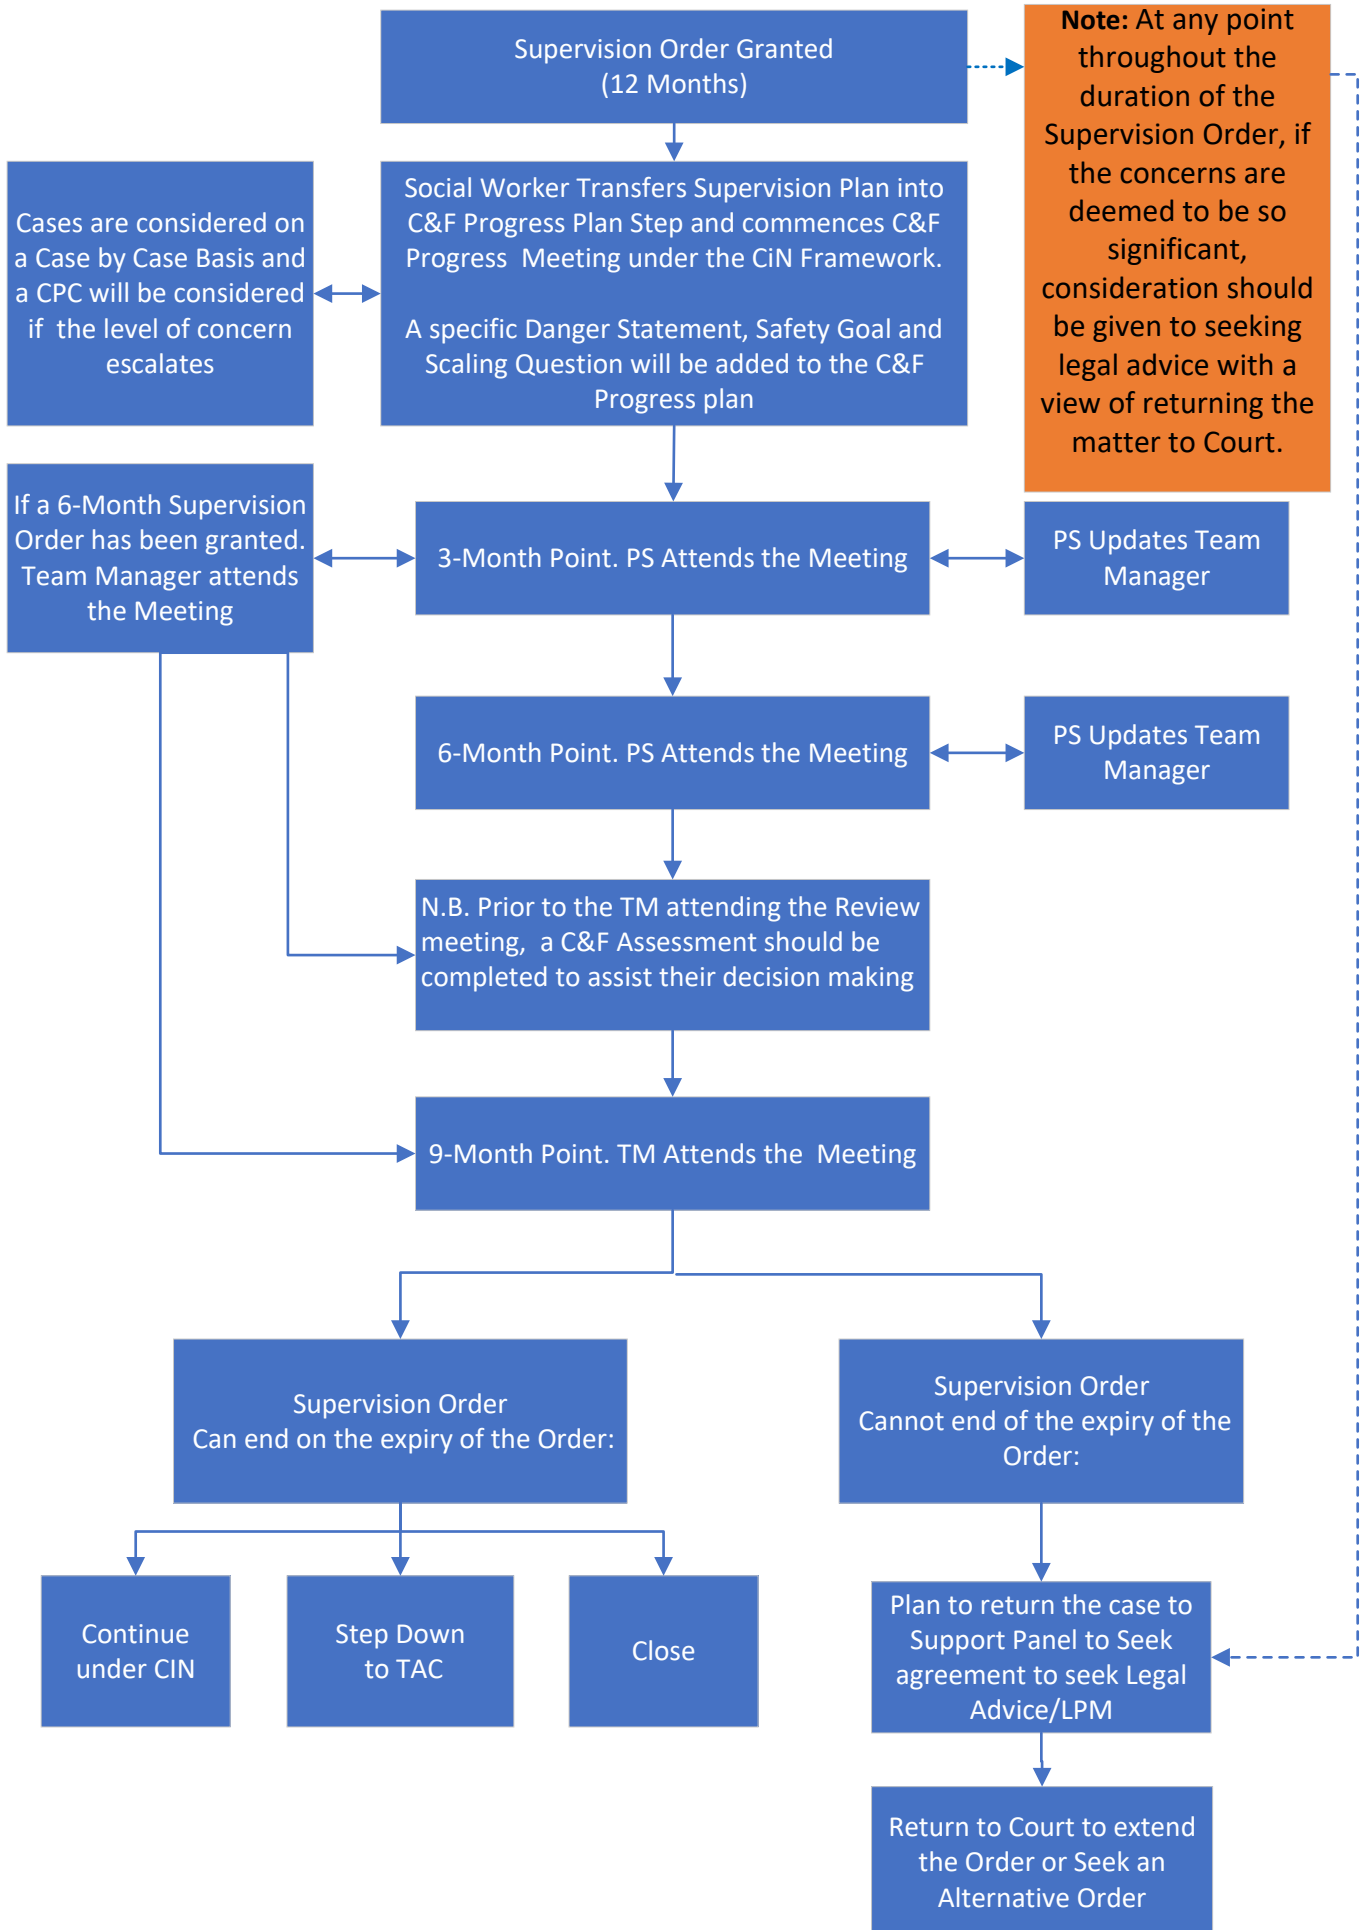 Supervision Order Granted
(12 Months)
Note: At any point
throughout the
duration of the
Supervision Order, if
the concerns are
deemed to be so
significant,
consideration should
be given to seeking
legal advice with a
view of returning the
matter to Court.
Cases are considered on
a Case by Case Basis and
a CPC will be considered
if the level of concern
escalates
Social Worker Transfers Supervision Plan into
C&F Progress Plan Step and commences C&F
Progress Meeting under the CiN Framework.
A specific Danger Statement, Safety Goal and
Scaling Question will be added to the C&F
Progress plan
If a 6-Month Supervision
Order has been granted.
Team Manager attends
the Meeting
3-Month Point. PS Attends the Meeting
PS Updates Team
Manager
6-Month Point. PS Attends the Meeting
PS Updates Team
Manager
N.B. Prior to the TM attending the Review
meeting, a C&F Assessment should be
completed to assist their decision making
9-Month Point. TM Attends the Meeting
Supervision Order
Can end on the expiry of the Order:
Supervision Order
Cannot end of the expiry of the
Order:
Continue
under CIN
Step Down
to TAC
Close
Plan to return the case to
Support Panel to Seek
agreement to seek Legal
Advice/LPM
Return to Court to extend
the Order or Seek an
Alternative Order